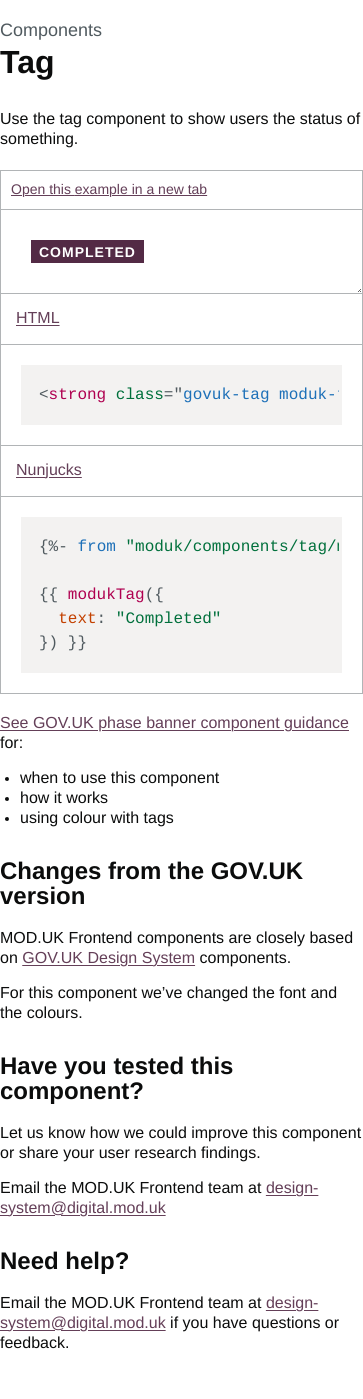 Components
Tag
Use the tag component to show users the status of
something.
Open this example in a new tab
COMPLETED
HTML
<strong class="govuk-tag moduk-
Nunjucks
{%- from "moduk/components/tag/
{{ modukTag({
text: "Completed"
}) }}
See GOV.UK phase banner component guidance
for:
• when to use this component
• how it works
• using colour with tags
Changes from the GOV.UK
version
MOD.UK Frontend components are closely based
on GOV.UK Design System components.
For this component we’ve changed the font and
the colours.
Have you tested this
component?
Let us know how we could improve this component
or share your user research findings.
Email the MOD.UK Frontend team at design-
system@digital.mod.uk
Need help?
Email the MOD.UK Frontend team at design-
system@digital.mod.uk if you have questions or
feedback.